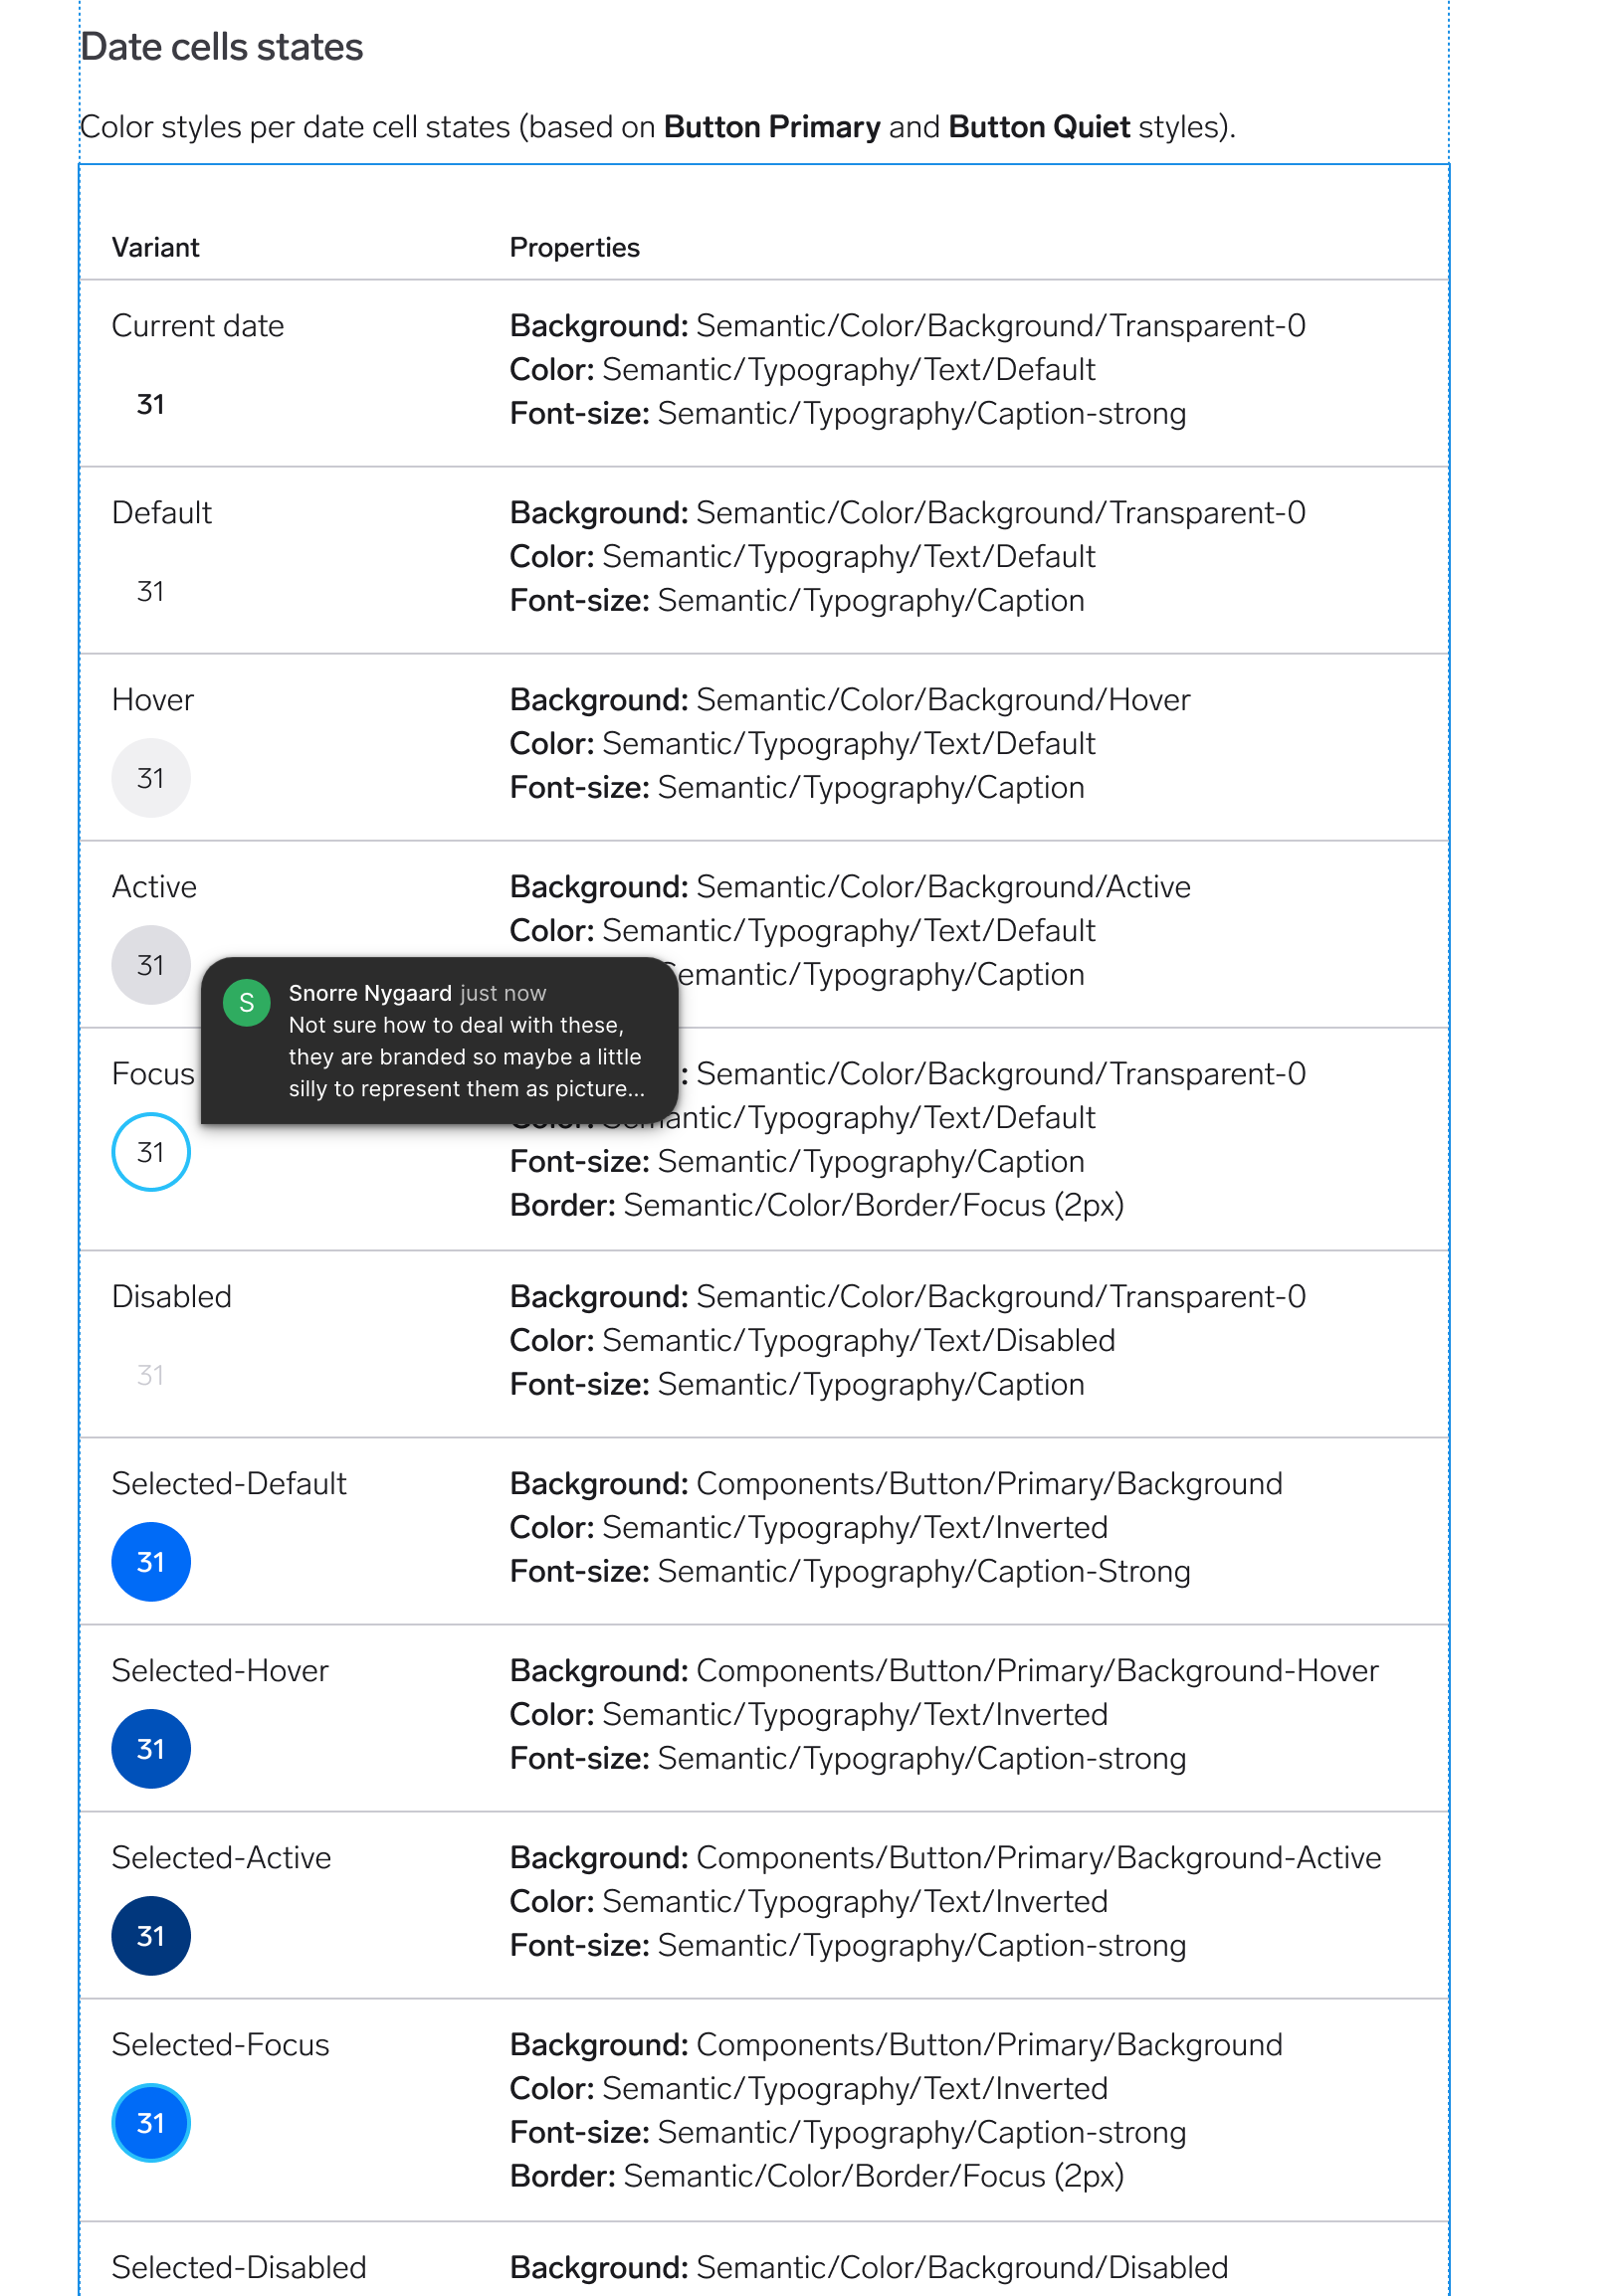 Date cells states
Color styles per date cell states (based on Button Primary and Button Quiet styles).
Variant Properties
Current date
31
Background: Semantic/Color/Background/Transparent-0
Color: Semantic/Typography/Text/Default
Font-size: Semantic/Typography/Caption-strong
Default
31
Background: Semantic/Color/Background/Transparent-0
Color: Semantic/Typography/Text/Default
Font-size: Semantic/Typography/Caption
Hover
31
Background: Semantic/Color/Background/Hover
Color: Semantic/Typography/Text/Default
Font-size: Semantic/Typography/Caption
Active
31
Background: Semantic/Color/Background/Active
Color: Semantic/Typography/Text/Default
Semantic/Typography/Caption
S
Snorre Nygaard just now
Not sure how to deal with these,
they are branded so maybe a little
silly to represent them as picture...
Focus
31
: Semantic/Color/Background/Transparent-0
Color: Semantic/Typography/Text/Default
Font-size: Semantic/Typography/Caption
Border: Semantic/Color/Border/Focus (2px)
Disabled
31
Background: Semantic/Color/Background/Transparent-0
Color: Semantic/Typography/Text/Disabled
Font-size: Semantic/Typography/Caption
Selected-Default
31
Background: Components/Button/Primary/Background
Color: Semantic/Typography/Text/Inverted
Font-size: Semantic/Typography/Caption-Strong
Selected-Hover
31
Background: Components/Button/Primary/Background-Hover
Color: Semantic/Typography/Text/Inverted
Font-size: Semantic/Typography/Caption-strong
Selected-Active
31
Background: Components/Button/Primary/Background-Active
Color: Semantic/Typography/Text/Inverted
Font-size: Semantic/Typography/Caption-strong
Selected-Focus
31
Background: Components/Button/Primary/Background
Color: Semantic/Typography/Text/Inverted
Font-size: Semantic/Typography/Caption-strong
Border: Semantic/Color/Border/Focus (2px)
Selected-Disabled
Background: Semantic/Color/Background/Disabled